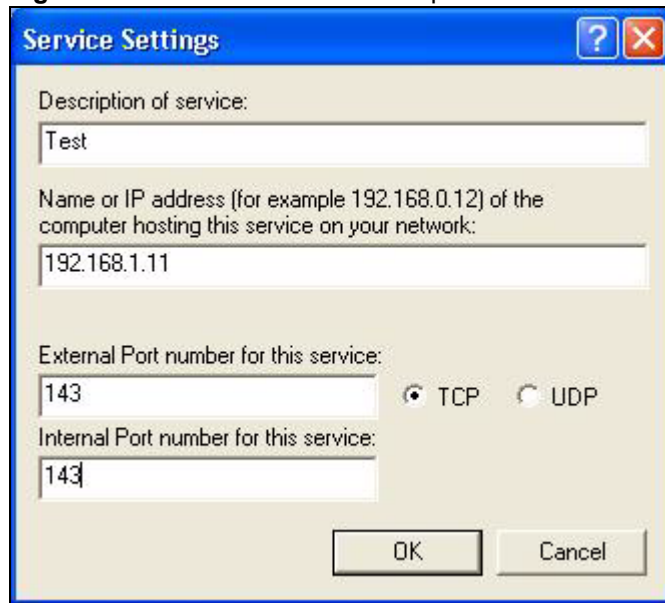 Service Settings
Description of service:
Test
Name or IP address (for example 192.168.0.12) of the
computer hosting this service on your network:
192.168.1.11
External Port number for this service:
143
TCP
UDP
Internal Port number for this service:
143
OK
Cancel